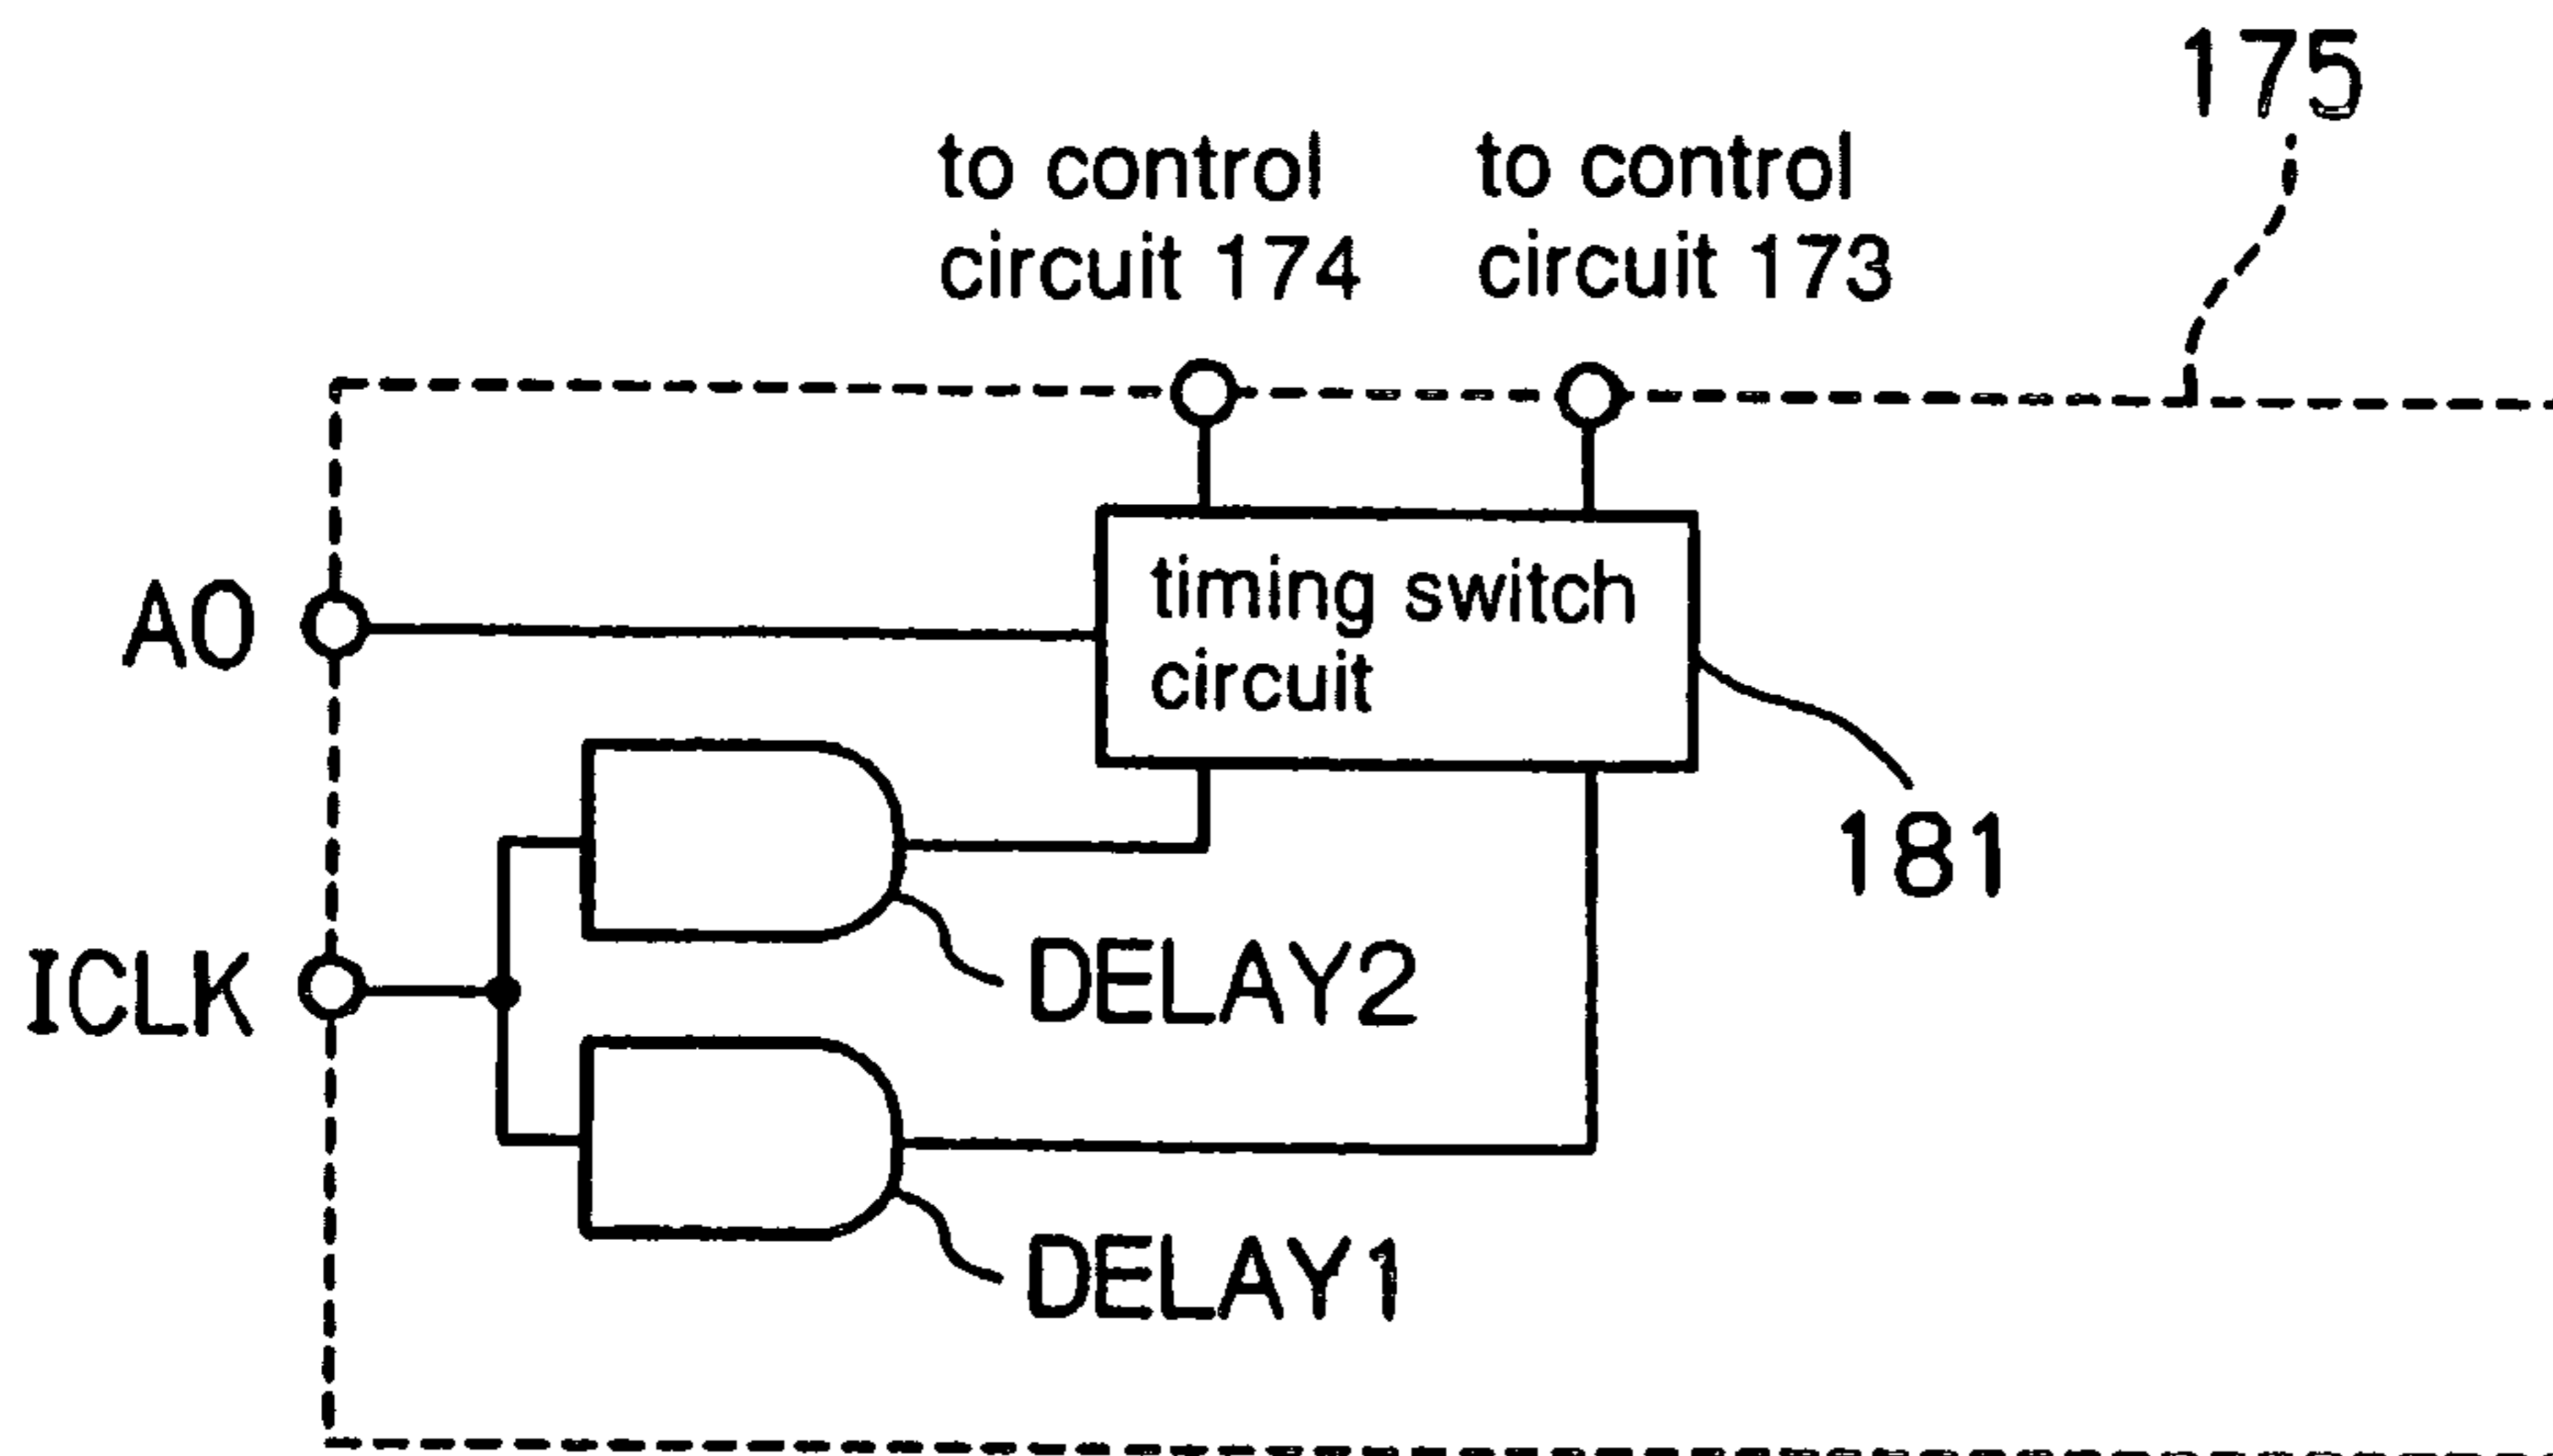 175
to control
circuit 174
to control
circuit 173
A0
timing switch
circuit
181
ICLK
DELAY2
DELAY1